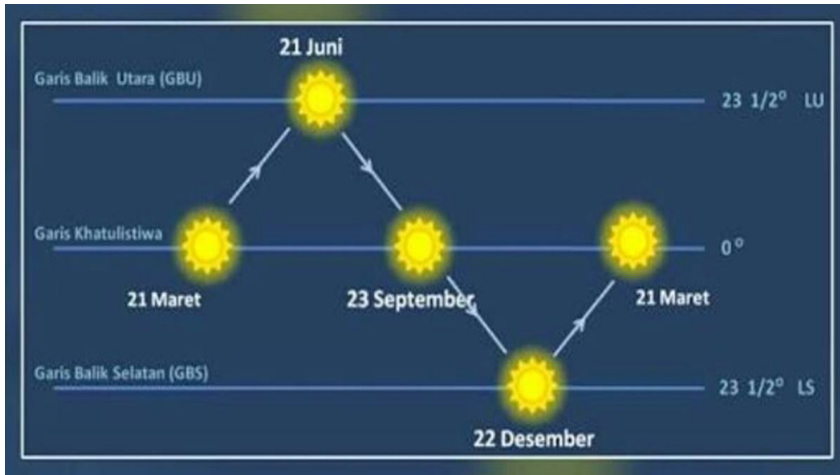 21 Juni
Garis Balik Utara (GBU)
23 1/2° LU
Garis Khatulistiwa
0°
21 Maret
23 September
21 Maret
Garis Balik Selatan (GBS)
23 1/2° LS
22 Desember